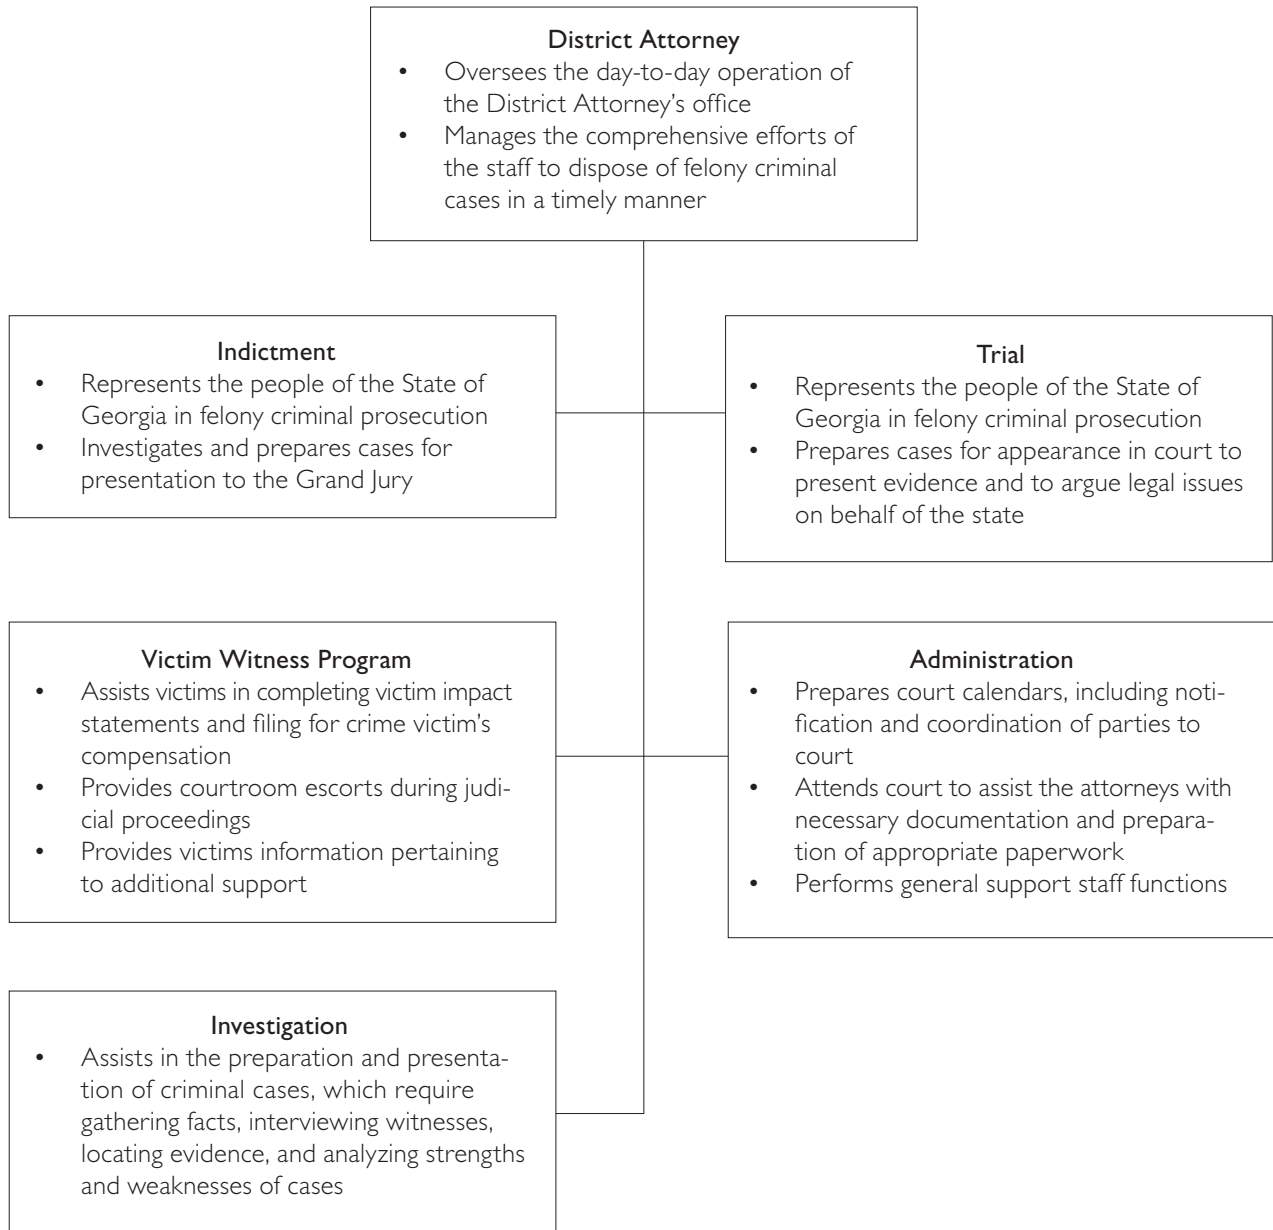 District Attorney
• Oversees the day-to-day operation of
the District Attorney’s office
• Manages the comprehensive efforts of
the staff to dispose of felony criminal
cases in a timely manner
Indictment
• Represents the people of the State of
Georgia in felony criminal prosecution
• Investigates and prepares cases for
presentation to the Grand Jury
Trial
• Represents the people of the State of
Georgia in felony criminal prosecution
• Prepares cases for appearance in court to
present evidence and to argue legal issues
on behalf of the state
Victim Witness Program
• Assists victims in completing victim impact
statements and filing for crime victim’s
compensation
• Provides courtroom escorts during judi-
cial proceedings
• Provides victims information pertaining
to additional support
Administration
• Prepares court calendars, including noti-
fication and coordination of parties to
court
• Attends court to assist the attorneys with
necessary documentation and prepara-
tion of appropriate paperwork
• Performs general support staff functions
Investigation
• Assists in the preparation and presenta-
tion of criminal cases, which require
gathering facts, interviewing witnesses,
locating evidence, and analyzing strengths
and weaknesses of cases